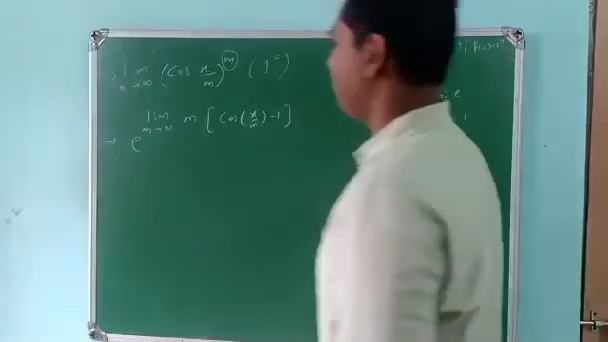 lim m→∞ (Cos x/m)^m (1^∞)
→ e^{lim m→∞ m [Cos(x/m)-1]}